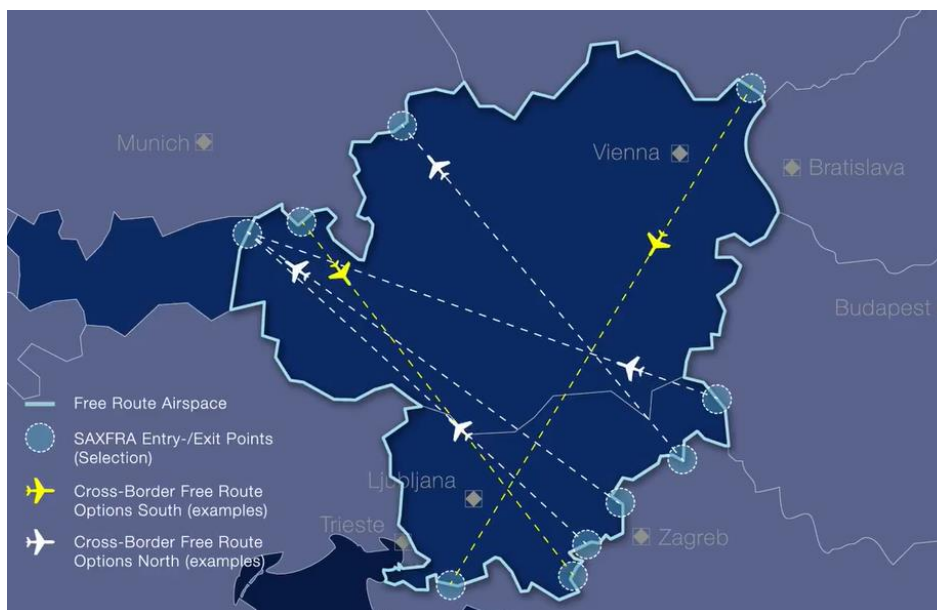 Munich
Vienna
Bratislava
Budapest
Free Route Airspace
SAXFRA Entry-/Exit Points
(Selection)
Cross-Border Free Route
Options South (examples)
Cross-Border Free Route
Options North (examples)
Ljubljana
Trieste
Zagreb